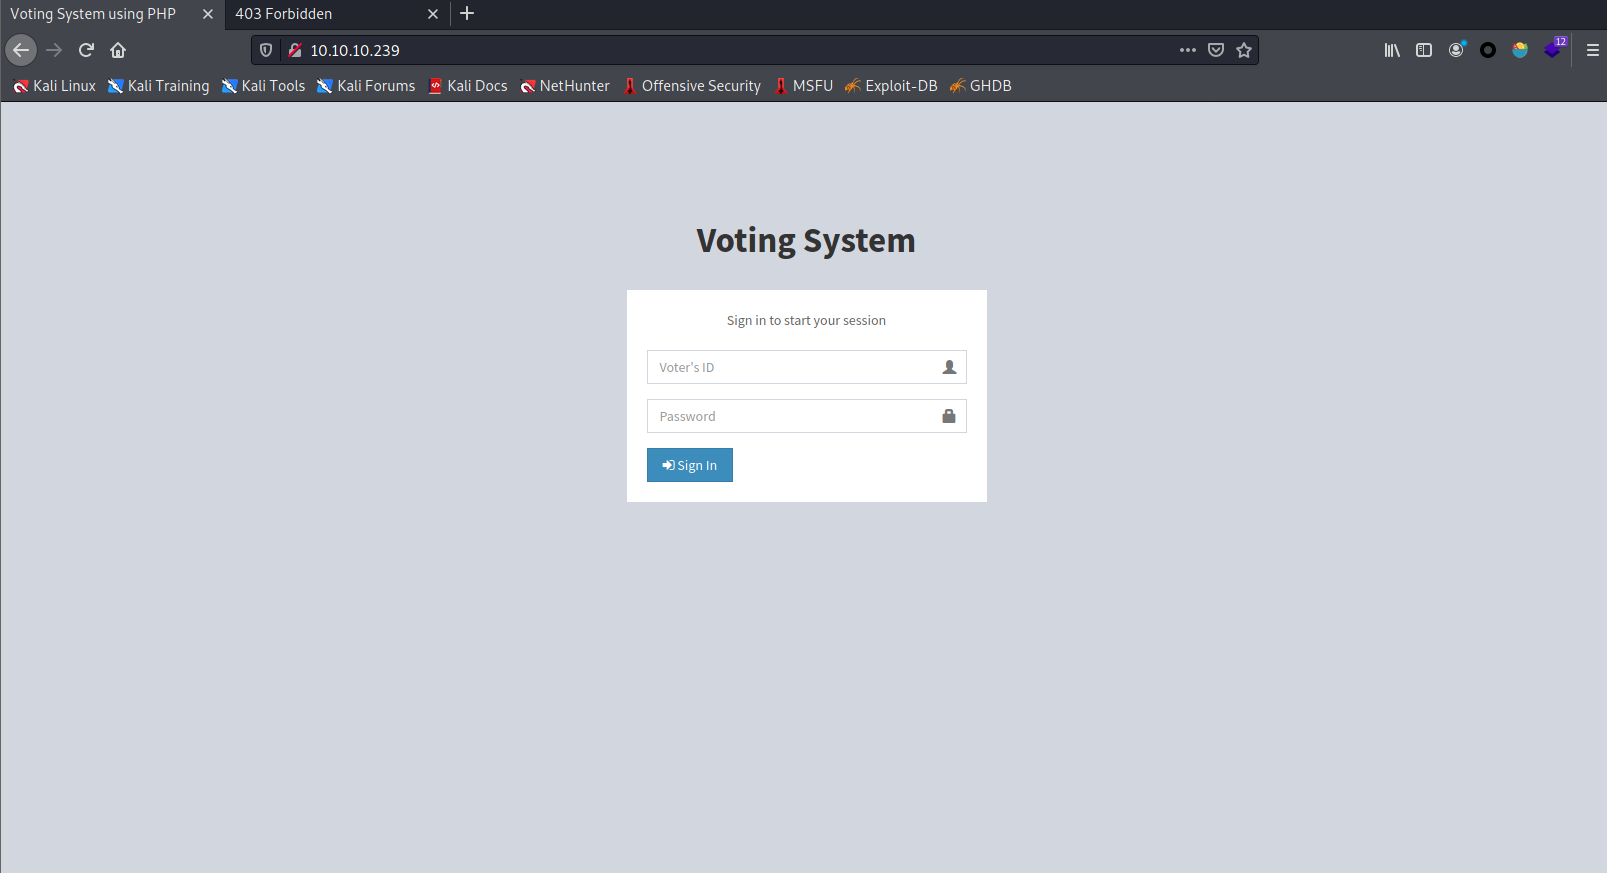 Voting System using PHP 403 Forbidden
10.10.10.239 12
Kali Linux Kali Training Kali Tools Kali Forums Kali Docs NetHunter Offensive Security MSFU Exploit-DB GHDB
Voting System
Sign in to start your session
Voter's ID
Password
Sign In